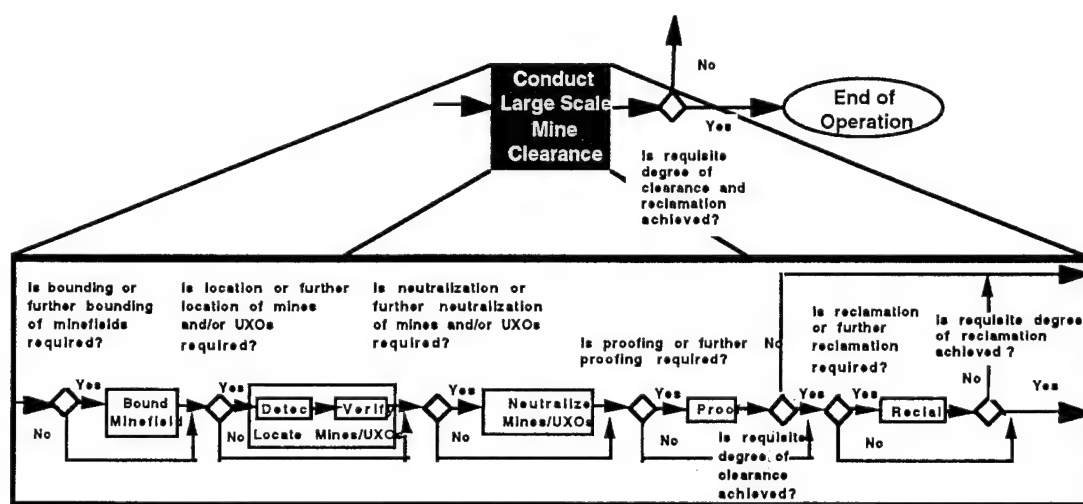 Conduct
Large Scale
Mine
Clearance
No
Yes
End of
Operation
Is requisite
degree of
clearance and
reclamation
achieved?
Is bounding or
further bounding
of minefields
required?
Is location or further
location of mines
and/or UXOs
required?
Is neutralization or
further neutralization
of mines and/or UXOs
required?
Is proofing or further
proofing required?
No
Is reclamation
or further
reclamation
required?
Is requisite degree
of reclamation
achieved?
Yes
Bound
Minefield
No
Yes
Detec
Verif
Locate Mines/UXOs
No
Yes
Neutralize
Mines/UXOs
No
Yes
Proof
No
Yes
Is requisite
degree of
clearance
achieved?
Yes
Reclai
No
No
Yes